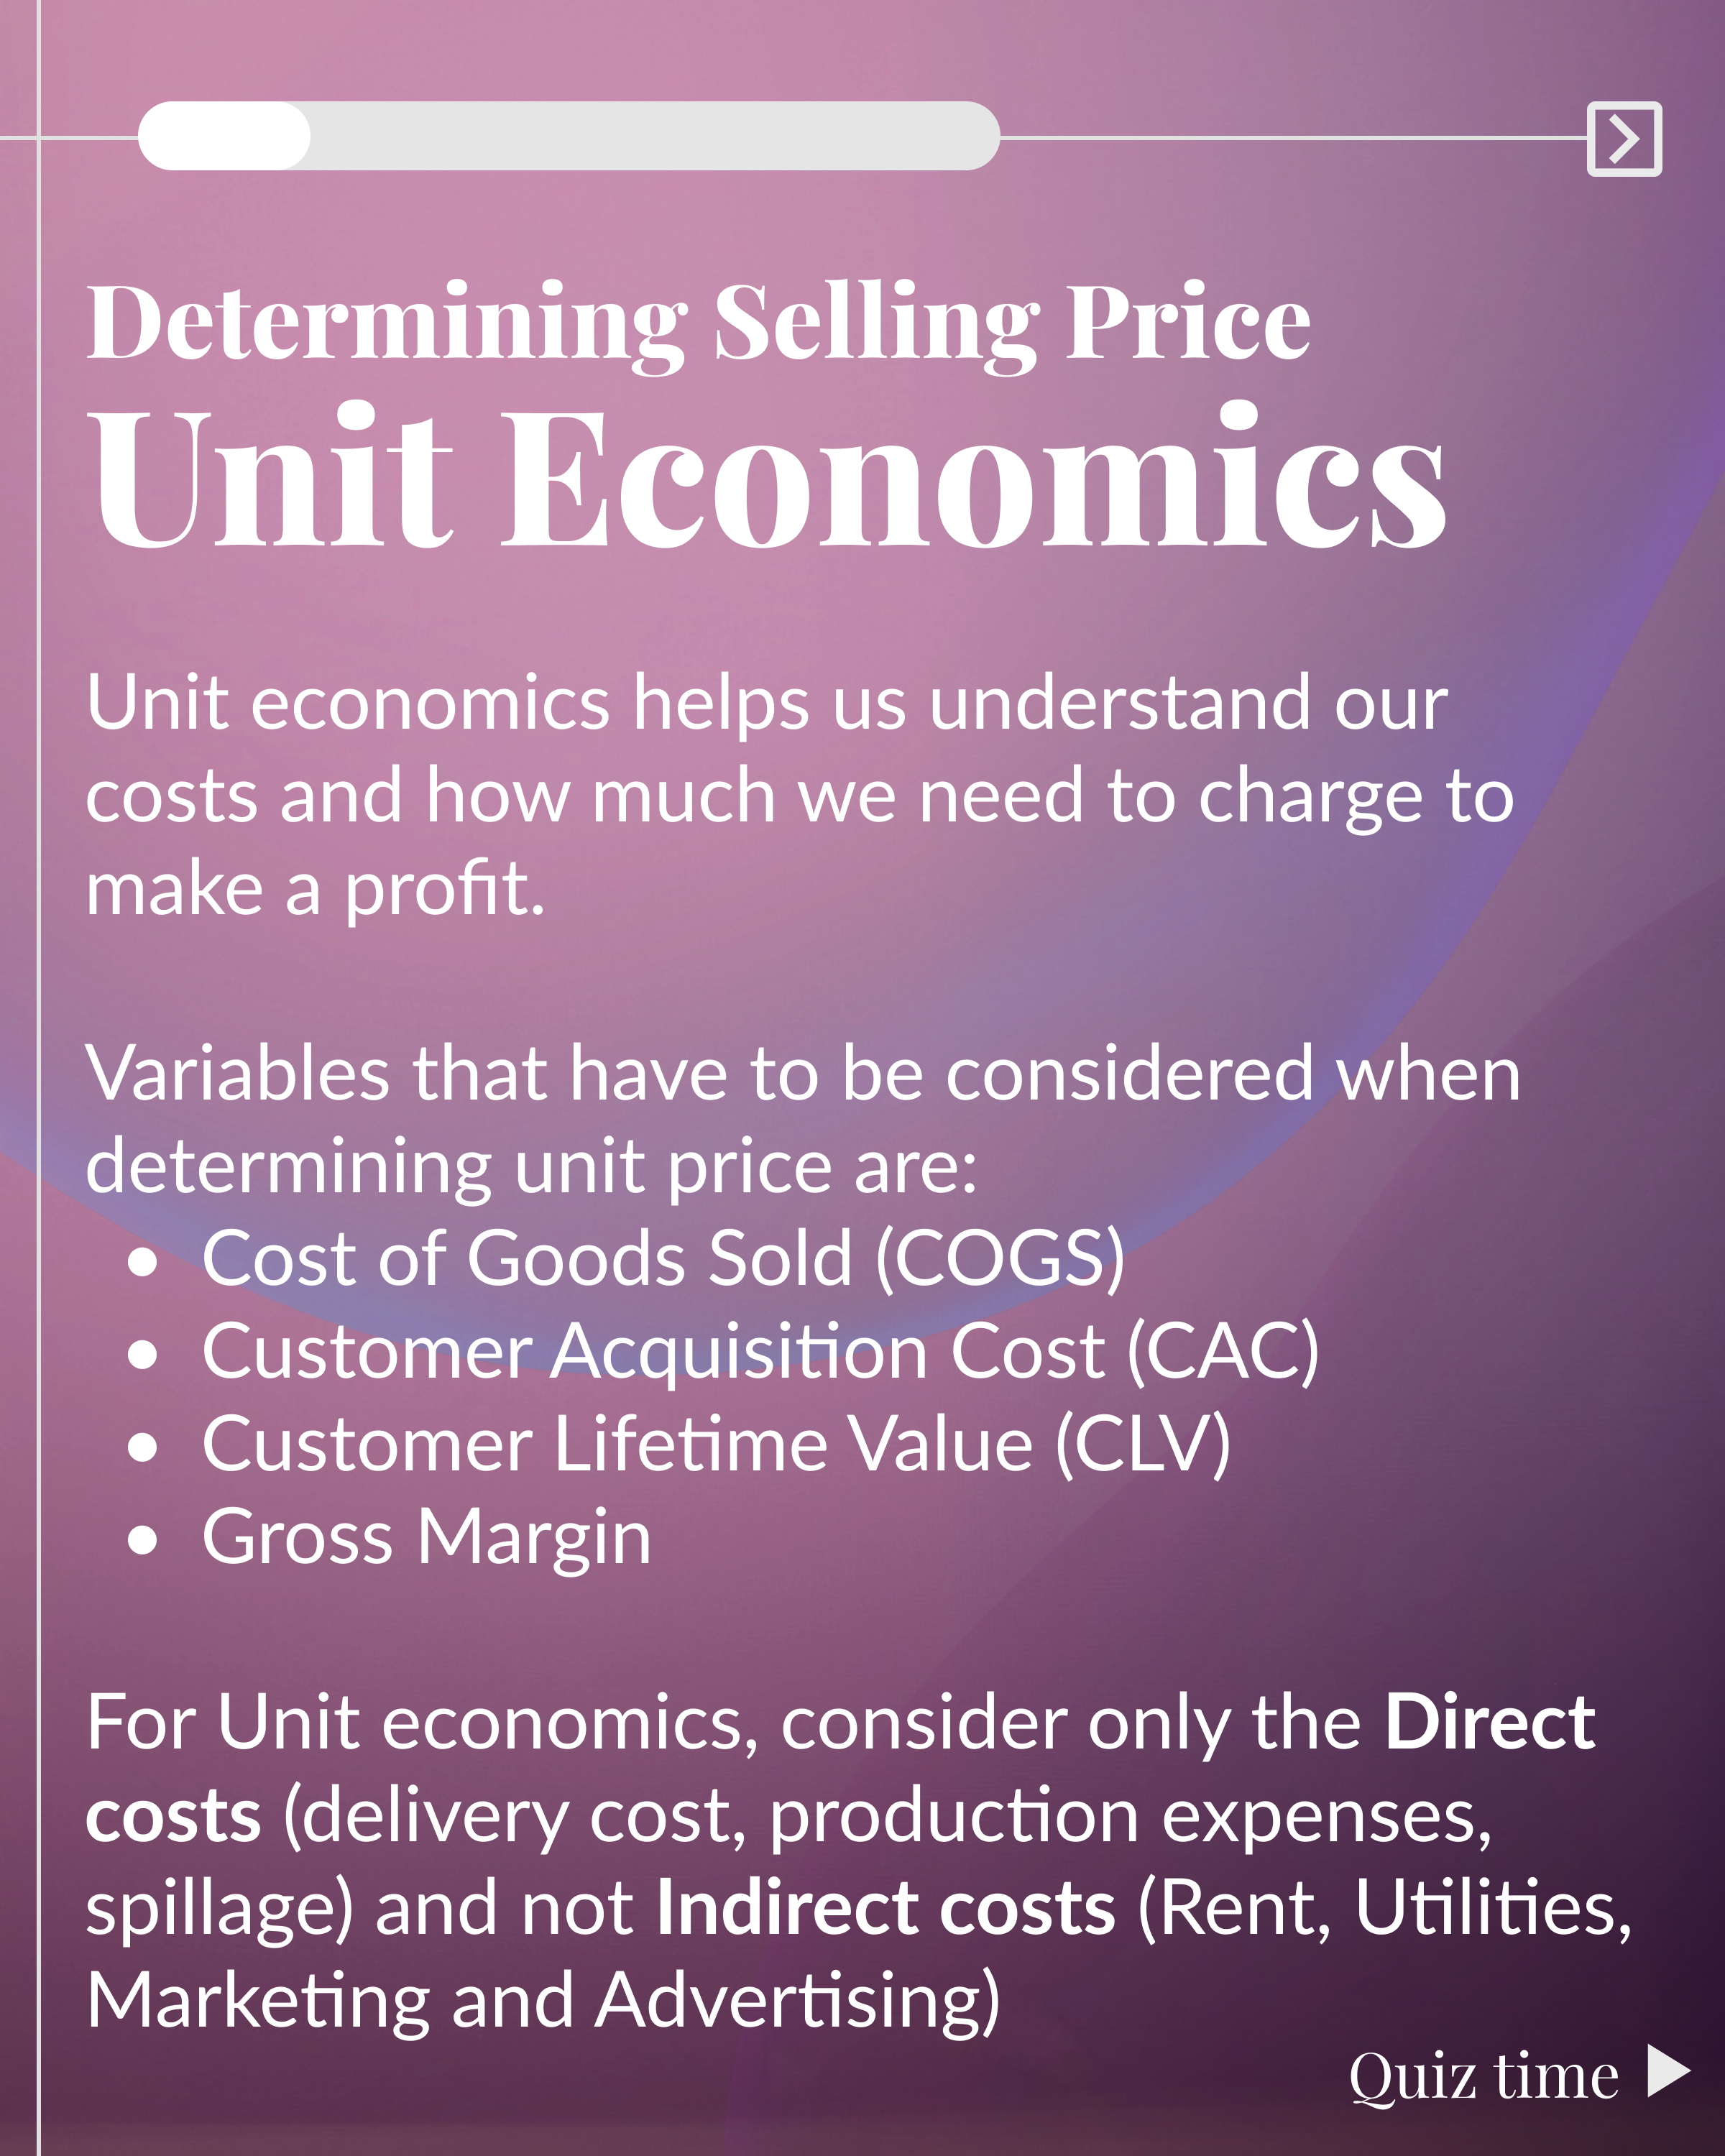 Determining Selling Price
Unit Economics
Unit economics helps us understand our
costs and how much we need to charge to
make a profit.
Variables that have to be considered when
determining unit price are:
• Cost of Goods Sold (COGS)
• Customer Acquisition Cost (CAC)
• Customer Lifetime Value (CLV)
• Gross Margin
For Unit economics, consider only the Direct
costs (delivery cost, production expenses,
spillage) and not Indirect costs (Rent, Utilities,
Marketing and Advertising)
Quiz time